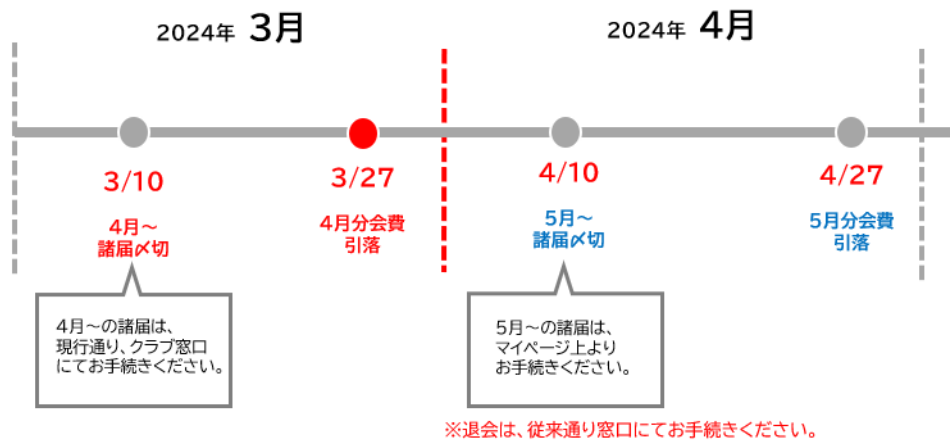 2024年 3月
2024年 4月
3/10
3/27
4/10
4/27
4月~
諸届〆切
4月分会費
引落
5月~
諸届〆切
5月分会費
引落
4月~の諸届は、
現行通り、クラブ窓口
にてお手続きください。
5月~の諸届は、
マイページ上より
お手続きください。
※退会は、従来通り窓口にてお手続きください。